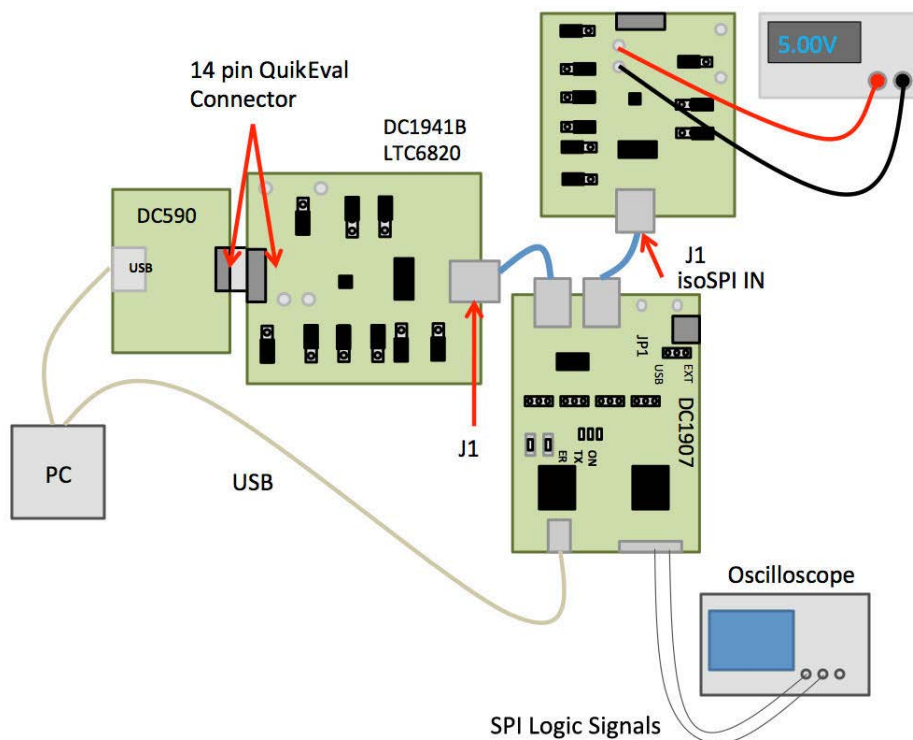 5.00V
14 pin QuikEval
Connector
DC1941B
LTC6820
DC590
USB
J1
isoSPI IN
JP1
EXT
USB
DC1907
J1
ER
TX
ON
PC
USB
Oscilloscope
SPI Logic Signals